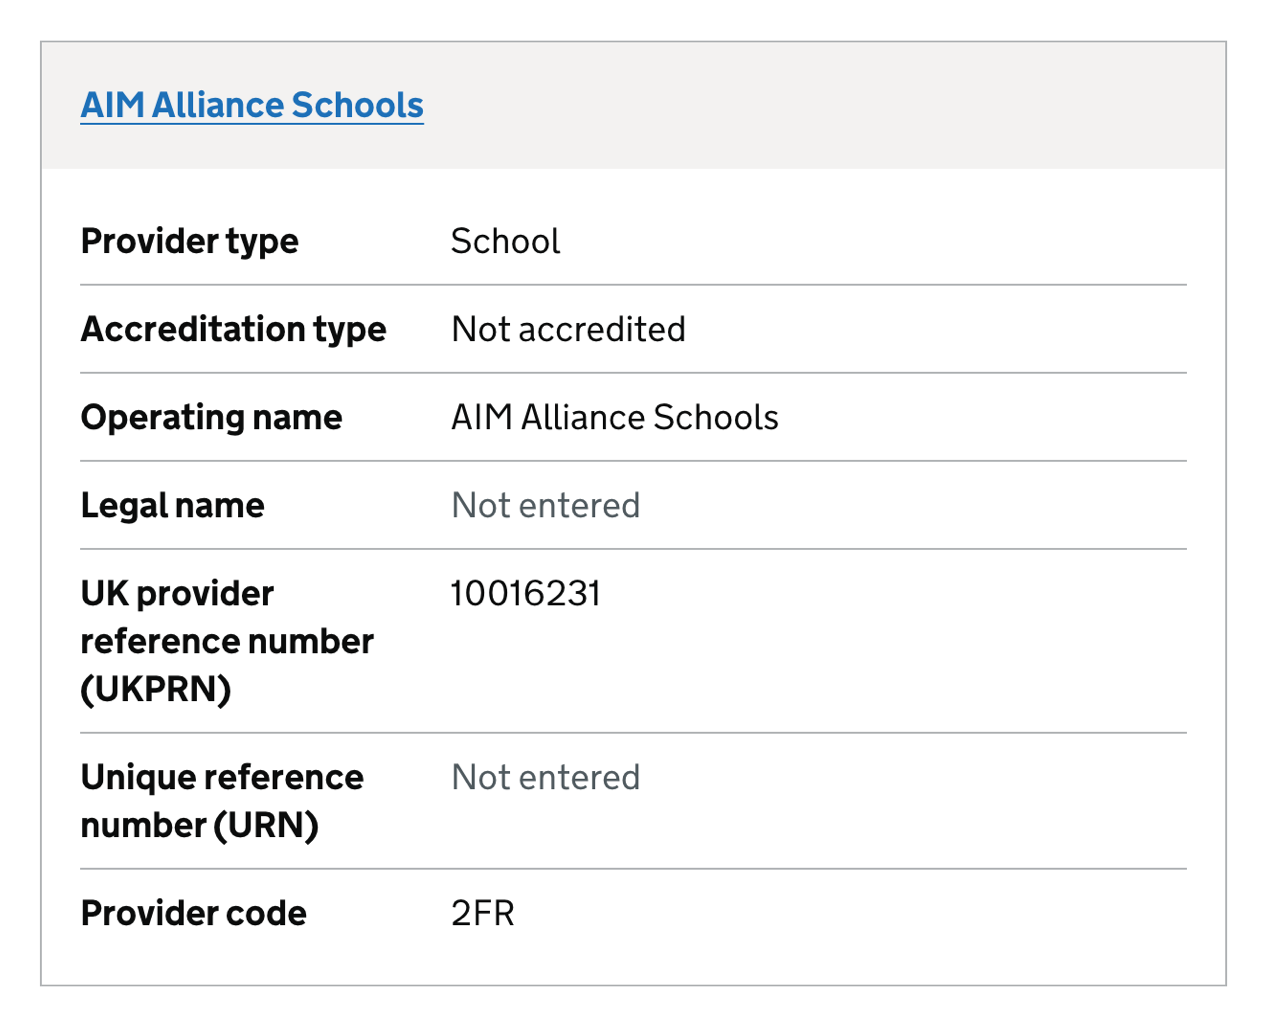 AIM Alliance Schools
Provider type School
Accreditation type Not accredited
Operating name AIM Alliance Schools
Legal name Not entered
UK provider 10016231
reference number
(UKPRN)
Unique reference Not entered
number (URN)
Provider code 2FR